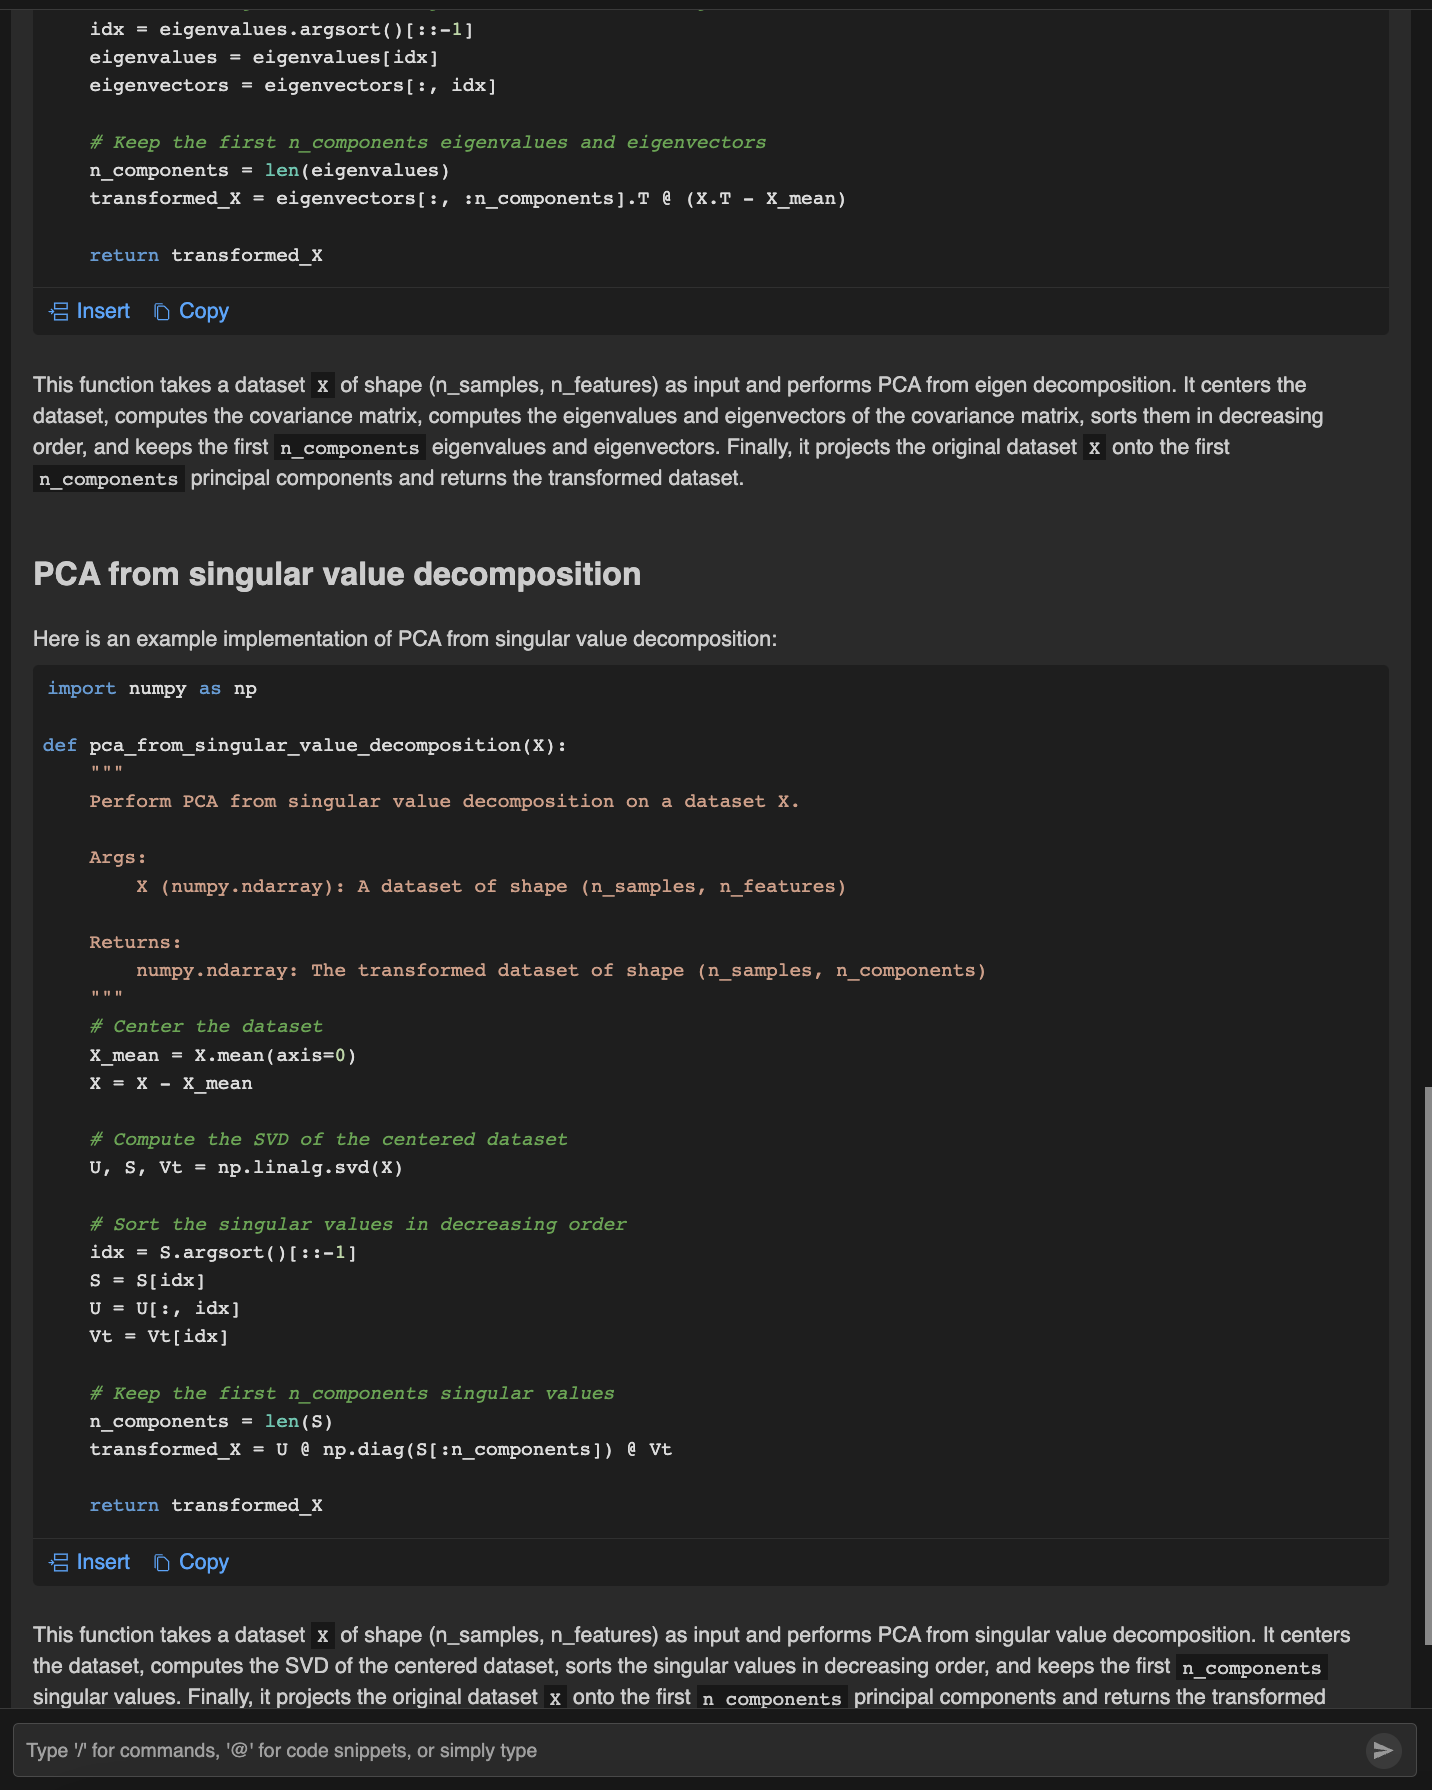 idx = eigenvalues.argsort()[::-1]
    eigenvalues = eigenvalues[idx]
    eigenvectors = eigenvectors[:, idx]

    # Keep the first n_components eigenvalues and eigenvectors
    n_components = len(eigenvalues)
    transformed_X = eigenvectors[:, :n_components].T @ (X.T - X_mean)

    return transformed_X
Insert Copy
This function takes a dataset X of shape (n_samples, n_features) as input and performs PCA from eigen decomposition. It centers the
dataset, computes the covariance matrix, computes the eigenvalues and eigenvectors of the covariance matrix, sorts them in decreasing
order, and keeps the first n_components eigenvalues and eigenvectors. Finally, it projects the original dataset X onto the first
n_components principal components and returns the transformed dataset.
PCA from singular value decomposition
Here is an example implementation of PCA from singular value decomposition:
import numpy as np

def pca_from_singular_value_decomposition(X):
    """
    Perform PCA from singular value decomposition on a dataset X.

    Args:
        X (numpy.ndarray): A dataset of shape (n_samples, n_features)

    Returns:
        numpy.ndarray: The transformed dataset of shape (n_samples, n_components)
    """
    # Center the dataset
    X_mean = X.mean(axis=0)
    X = X - X_mean

    # Compute the SVD of the centered dataset
    U, S, Vt = np.linalg.svd(X)

    # Sort the singular values in decreasing order
    idx = S.argsort()[::-1]
    S = S[idx]
    U = U[:, idx]
    Vt = Vt[idx]

    # Keep the first n_components singular values
    n_components = len(S)
    transformed_X = U @ np.diag(S[:n_components]) @ Vt

    return transformed_X
Insert Copy
This function takes a dataset X of shape (n_samples, n_features) as input and performs PCA from singular value decomposition. It centers
the dataset, computes the SVD of the centered dataset, sorts the singular values in decreasing order, and keeps the first n_components
singular values. Finally, it projects the original dataset X onto the first n_components principal components and returns the transformed
Type '/' for commands, '@' for code snippets, or simply type